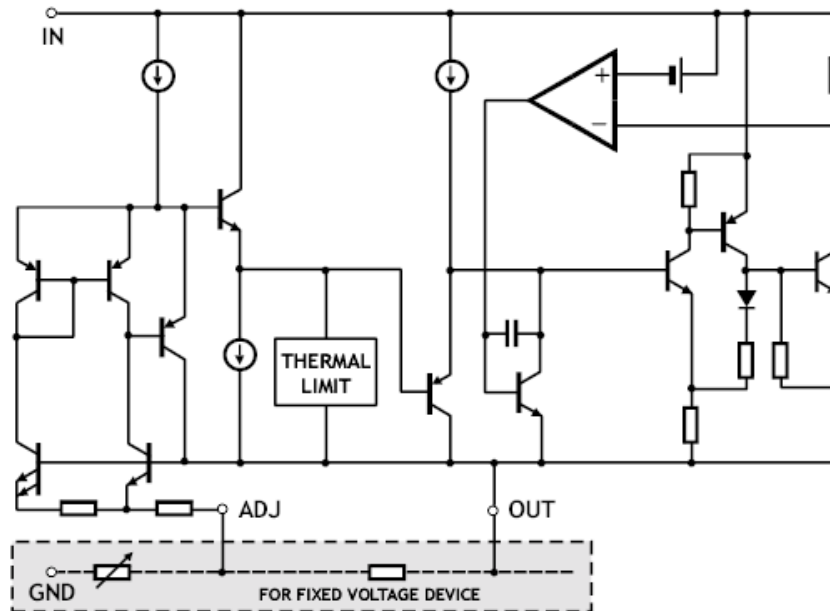 IN
+
−
THERMAL
LIMIT
ADJ
OUT
GND
FOR FIXED VOLTAGE DEVICE